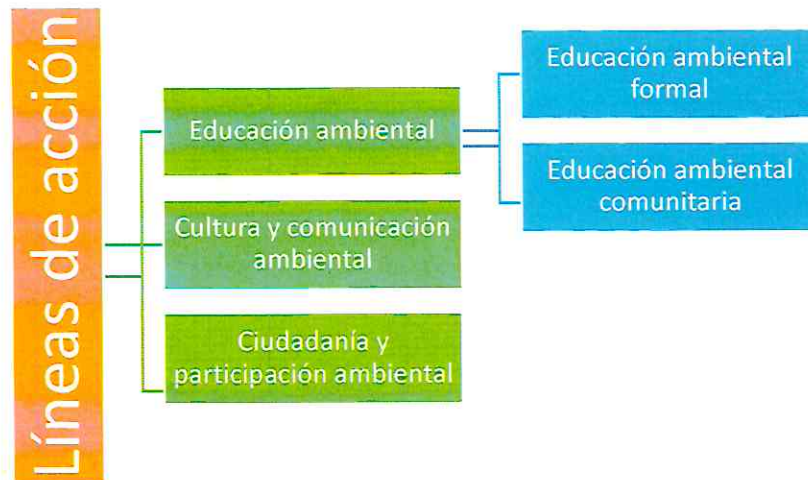 Líneas de acción
Educación ambiental
Cultura y comunicación
ambiental
Ciudadanía y
participación ambiental
Educación ambiental
formal
Educación ambiental
comunitaria